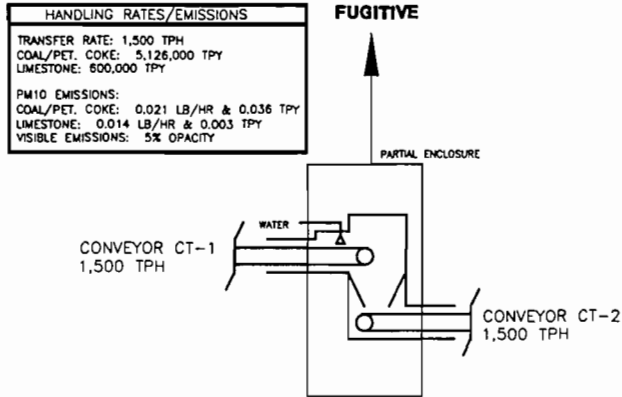 HANDLING RATES/EMISSIONS
TRANSFER RATE: 1,500 TPH
COAL/PET. COKE: 5,126,000 TPY
LIMESTONE: 600,000 TPY
PM10 EMISSIONS:
COAL/PET. COKE: 0.021 LB/HR & 0.036 TPY
LIMESTONE: 0.014 LB/HR & 0.003 TPY
VISIBLE EMISSIONS: 5% OPACITY
FUGITIVE
PARTIAL ENCLOSURE
WATER
CONVEYOR CT-1
1,500 TPH
CONVEYOR CT-2
1,500 TPH